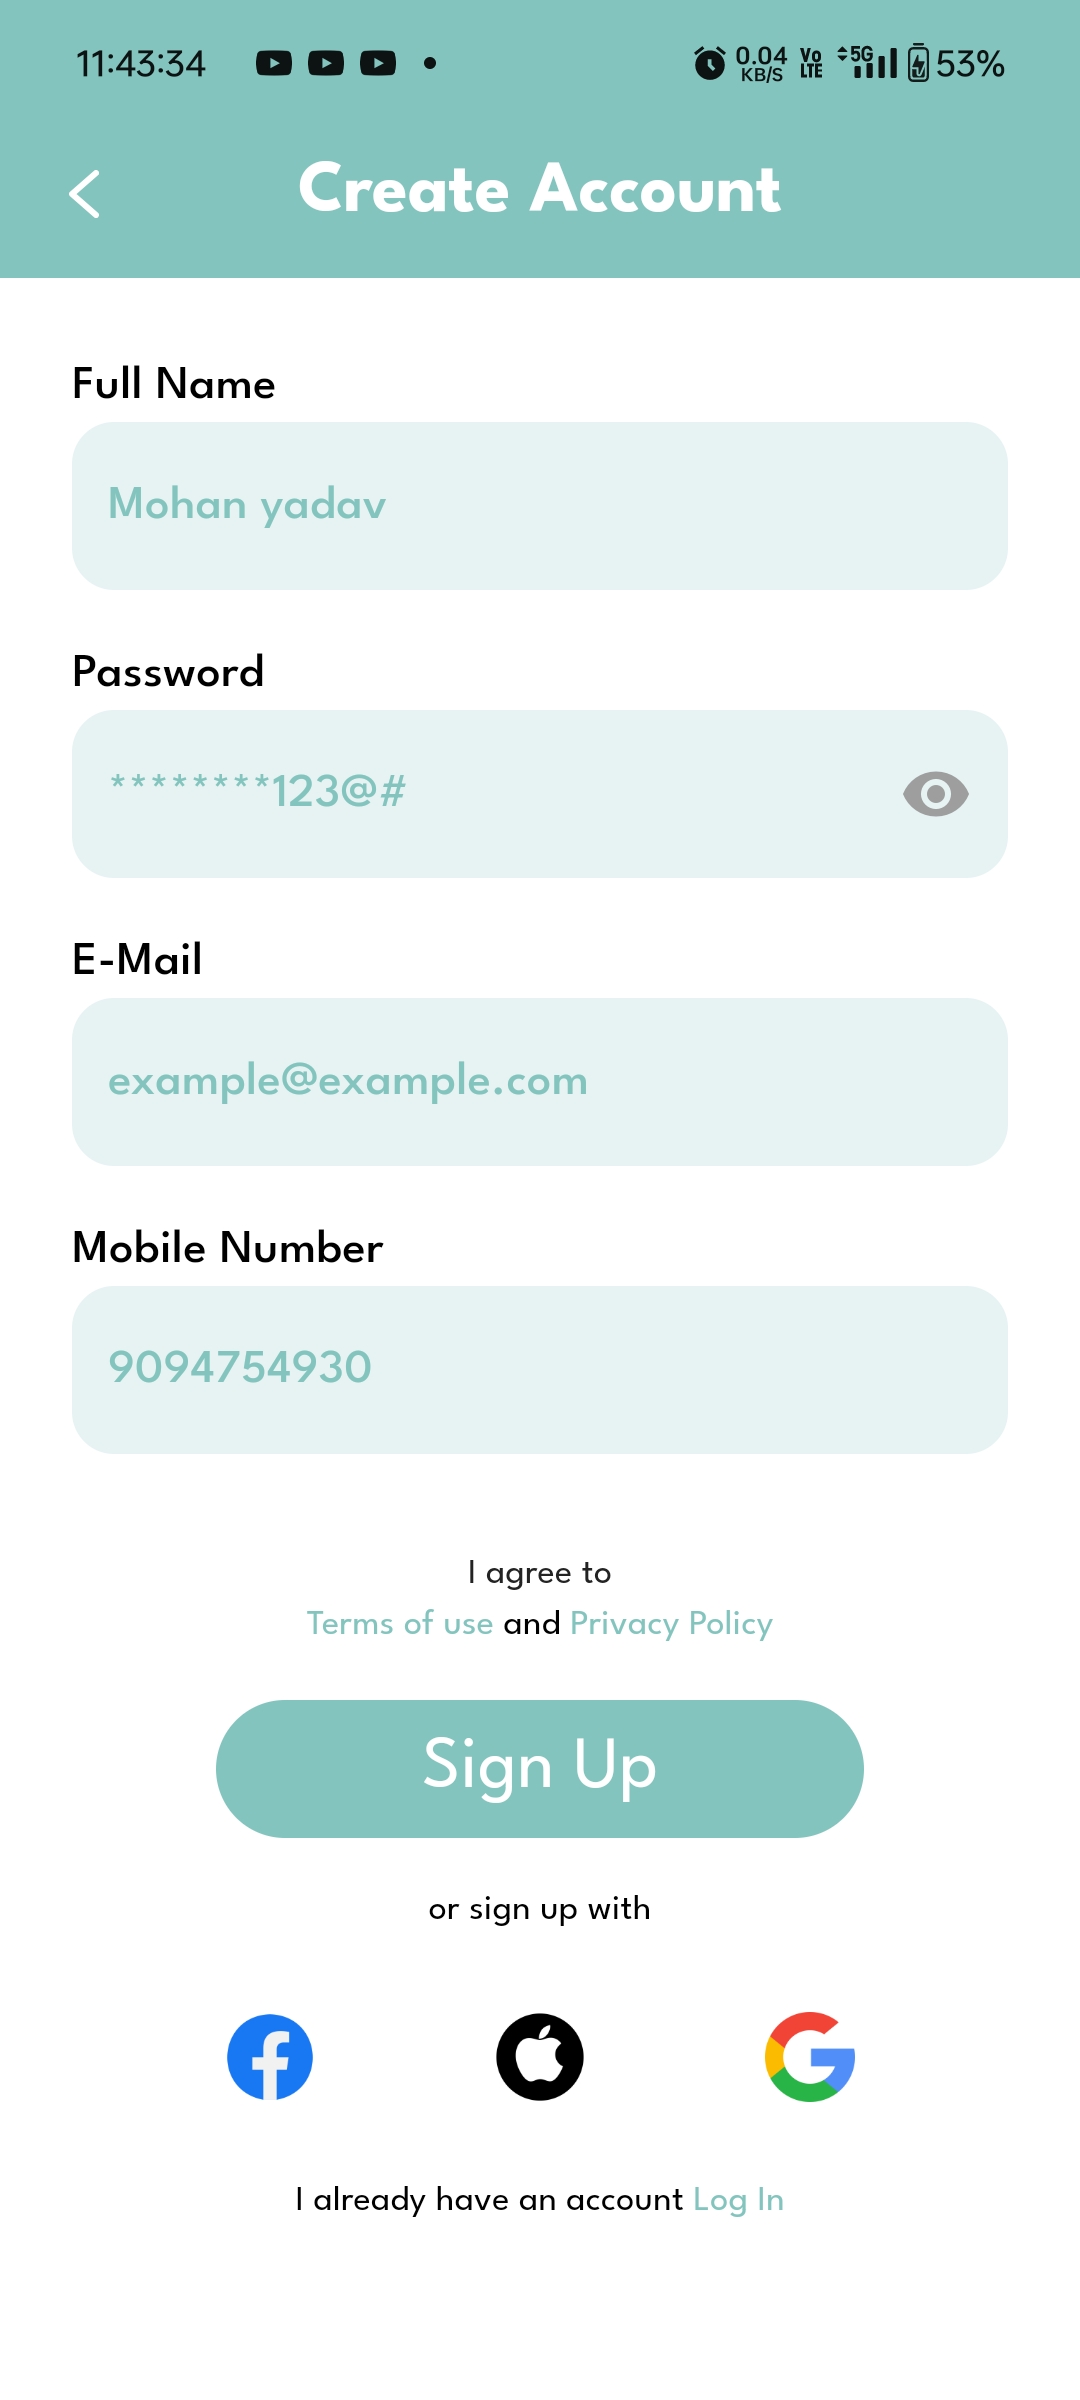 11:43:34 0.04 KB/S Vo LTE 5G 53%
Create Account
Full Name
Mohan yadav
Password
********123@#
E-Mail
example@example.com
Mobile Number
9094754930
I agree to
Terms of use and Privacy Policy
Sign Up
or sign up with
I already have an account Log In